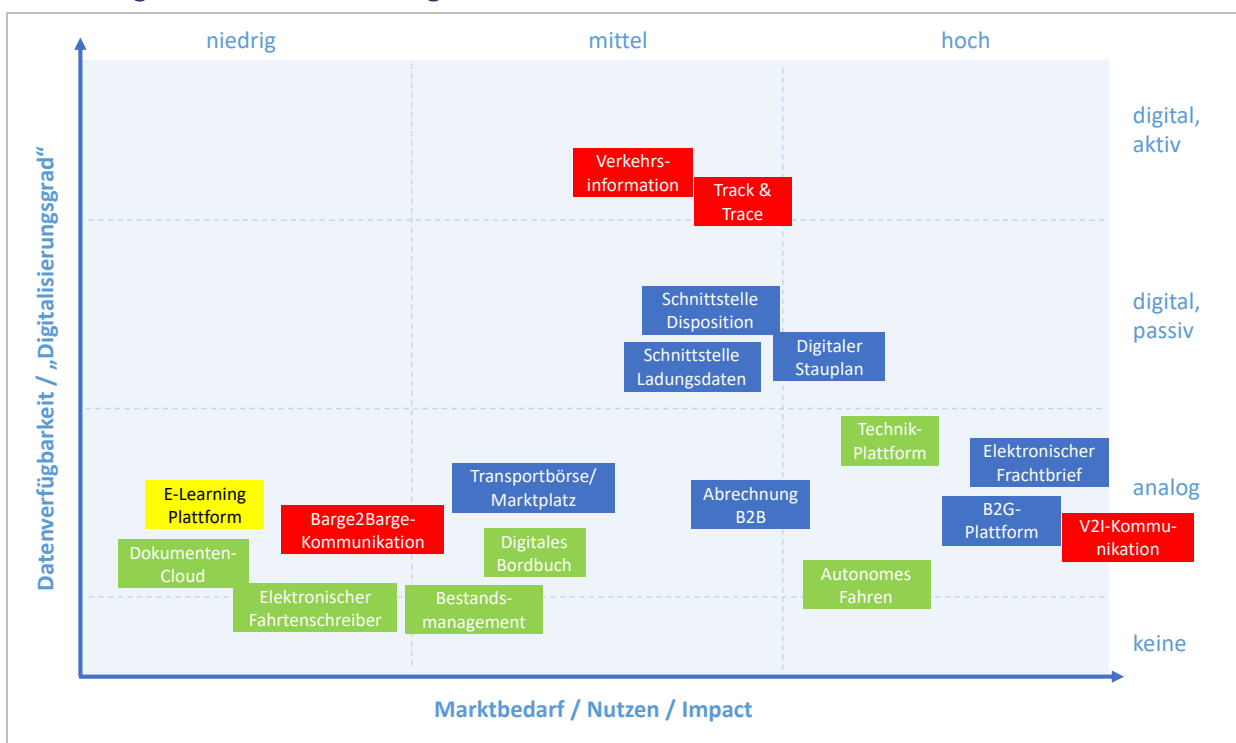 niedrig
mittel
hoch
digital,
aktiv
Verkehrs-
information
Track &
Trace
digital,
passiv
Schnittstelle
Disposition
Schnittstelle
Ladungsdaten
Digitaler
Stauplan
Technik-
Plattform
Elektronischer
Frachtbrief
Transportbörse/
Marktplatz
Abrechnung
B2B
analog
E-Learning
Plattform
Barge2Barge-
Kommunikation
B2G-
Plattform
V2I-Kommu-
nikation
Digitales
Bordbuch
Dokumenten-
Cloud
Autonomes
Fahren
Elektronischer
Fahrtenschreiber
Bestands-
management
keine
Datenverfügbarkeit / „Digitalisierungsgrad“
Marktbedarf / Nutzen / Impact